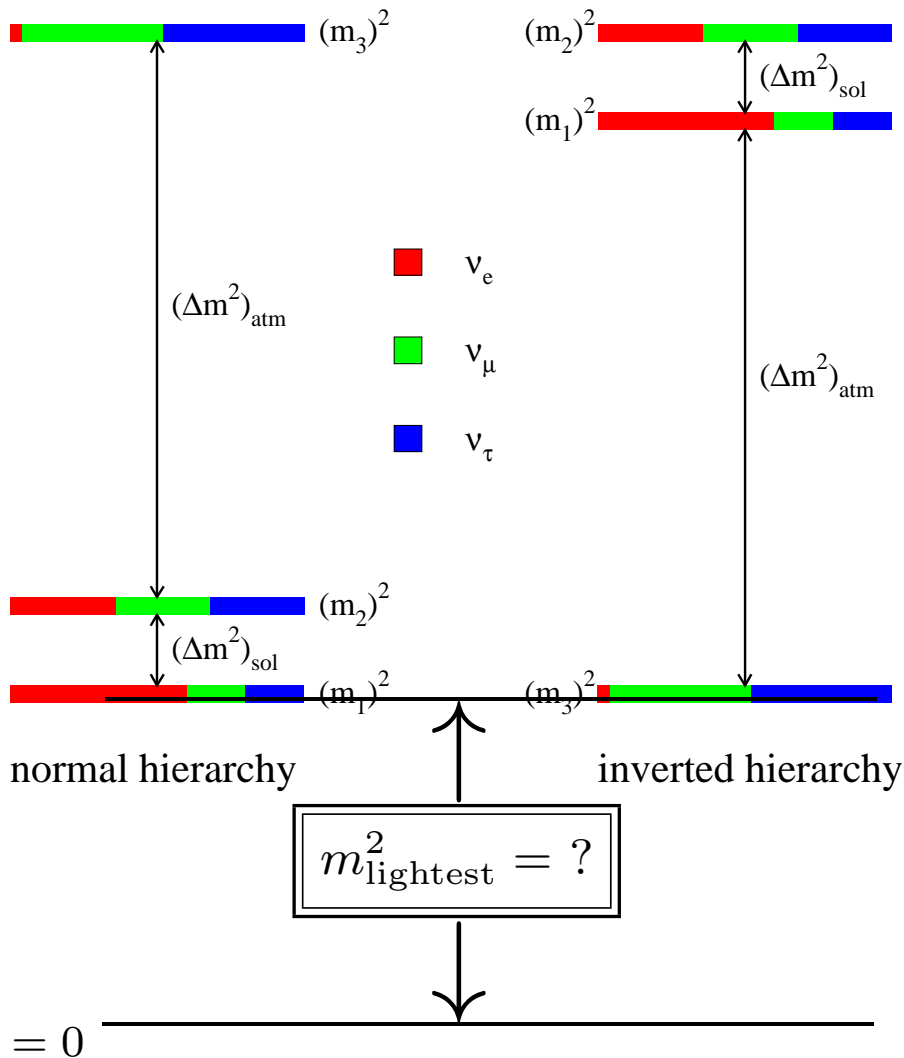 (m₃)² (m₂)²
(Δm²)sol
(m₁)²
νe
(Δm²)atm
νμ
(Δm²)atm
ντ
(m₂)²
(Δm²)sol
(m₁)² (m₃)²
normal hierarchy inverted hierarchy
m²lightest = ?
= 0